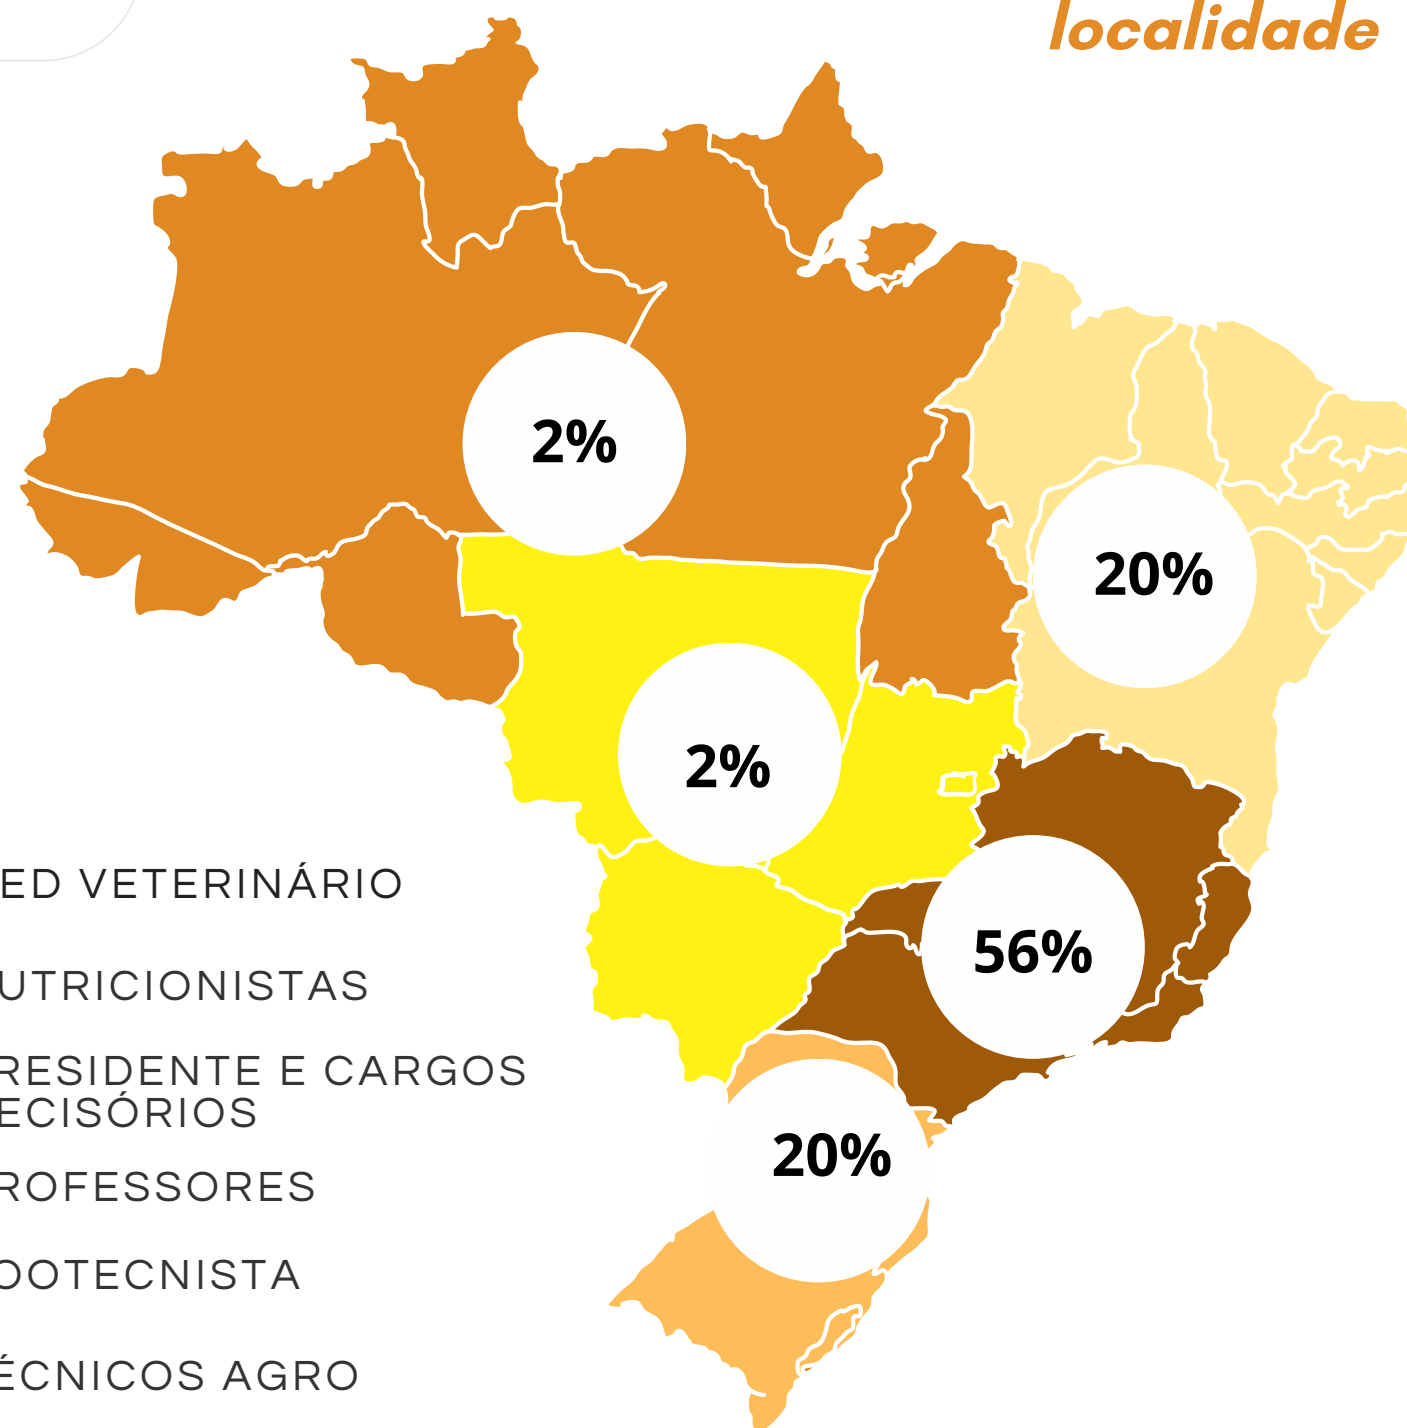 localidade
2%
20%
2%
ED VETERINÁRIO
56%
UTRICIONISTAS
RESIDENTE E CARGOS
ECISÓRIOS
20%
ROFESSORES
OOTECNISTA
ÉCNICOS AGRO